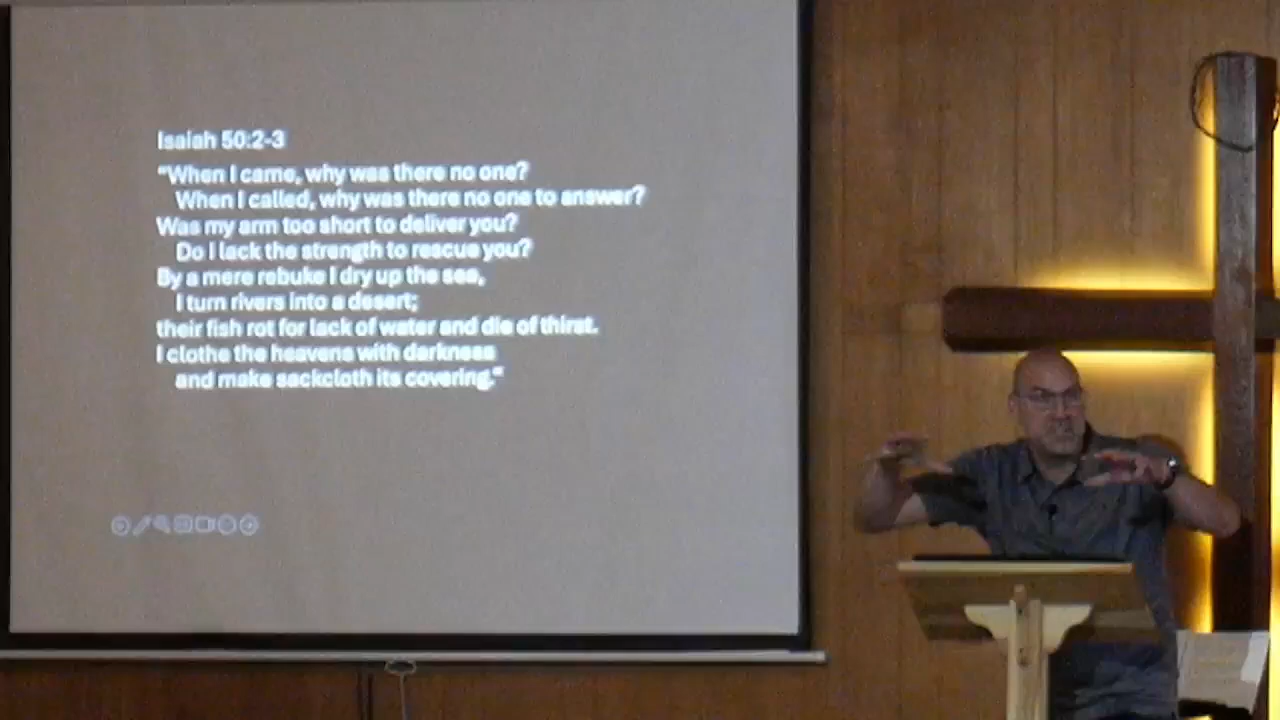 Isaiah 50:2-3
"When I came, why was there no one?
When I called, why was there no one to answer?
Was my arm too short to deliver you?
Do I lack the strength to rescue you?
By a mere rebuke I dry up the sea,
I turn rivers into a desert;
their fish rot for lack of water and die of thirst.
I clothe the heavens with darkness
and make sackcloth its covering."